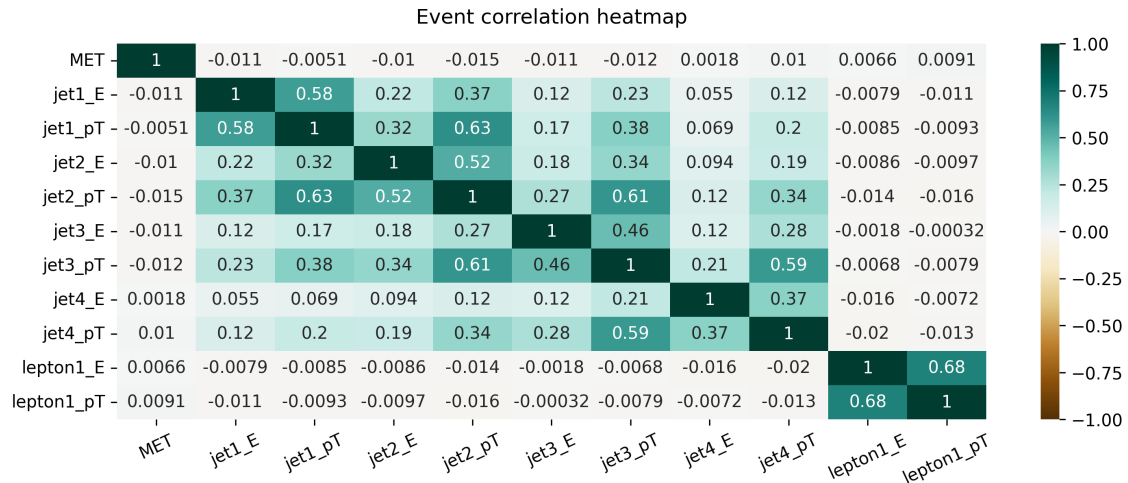 Event correlation heatmap
MET 1 -0.011 -0.0051 -0.01 -0.015 -0.011 -0.012 0.0018 0.01 0.0066 0.0091
jet1_E -0.011 1 0.58 0.22 0.37 0.12 0.23 0.055 0.12 -0.0079 -0.011
jet1_pT -0.0051 0.58 1 0.32 0.63 0.17 0.38 0.069 0.2 -0.0085 -0.0093
jet2_E -0.01 0.22 0.32 1 0.52 0.18 0.34 0.094 0.19 -0.0086 -0.0097
jet2_pT -0.015 0.37 0.63 0.52 1 0.27 0.61 0.12 0.34 -0.014 -0.016
jet3_E -0.011 0.12 0.17 0.18 0.27 1 0.46 0.12 0.28 -0.0018 -0.00032
jet3_pT -0.012 0.23 0.38 0.34 0.61 0.46 1 0.21 0.59 -0.0068 -0.0079
jet4_E 0.0018 0.055 0.069 0.094 0.12 0.12 0.21 1 0.37 -0.016 -0.0072
jet4_pT 0.01 0.12 0.2 0.19 0.34 0.28 0.59 0.37 1 -0.02 -0.013
lepton1_E 0.0066 -0.0079 -0.0085 -0.0086 -0.014 -0.0018 -0.0068 -0.016 -0.02 1 0.68
lepton1_pT 0.0091 -0.011 -0.0093 -0.0097 -0.016 -0.00032 -0.0079 -0.0072 -0.013 0.68 1
MET jet1_E jet1_pT jet2_E jet2_pT jet3_E jet3_pT jet4_E jet4_pT lepton1_E lepton1_pT
1.00
0.75
0.50
0.25
0.00
−0.25
−0.50
−0.75
−1.00